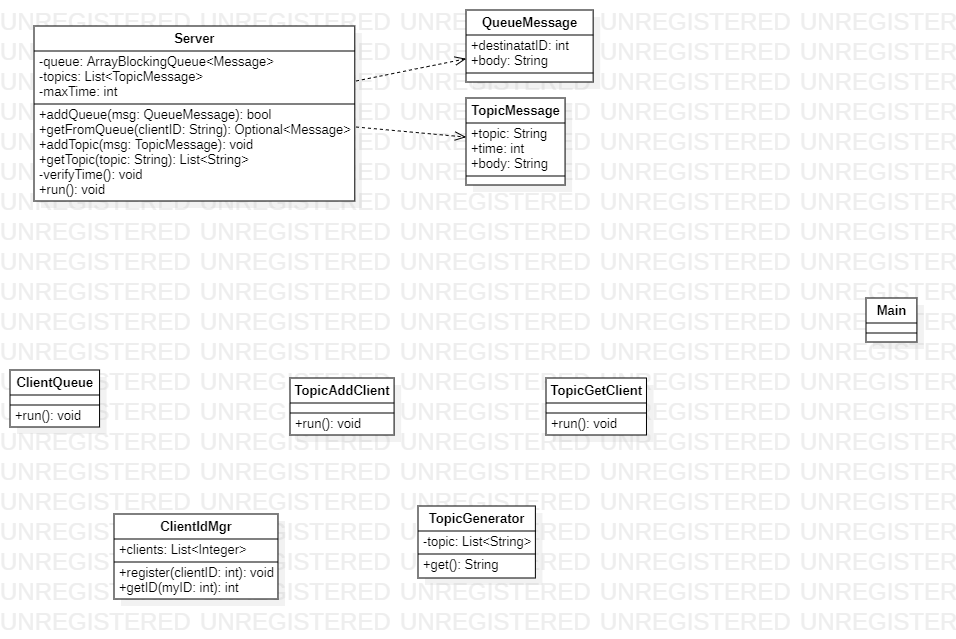 Server
-queue: ArrayBlockingQueue<Message>
-topics: List<TopicMessage>
-maxTime: int
+addQueue(msg: QueueMessage): bool
+getFromQueue(clientID: String): Optional<Message>
+addTopic(msg: TopicMessage): void
+getTopic(topic: String): List<String>
-verifyTime(): void
+run(): void
QueueMessage
+destinatatID: int
+body: String
TopicMessage
+topic: String
+time: int
+body: String
Main
ClientQueue
+run(): void
TopicAddClient
+run(): void
TopicGetClient
+run(): void
ClientIdMgr
+clients: List<Integer>
+register(clientID: int): void
+getID(myID: int): int
TopicGenerator
-topic: List<String>
+get(): String
UNREGISTERED UNREGISTERED UNREGISTERED UNREGISTERED UNREGISTER